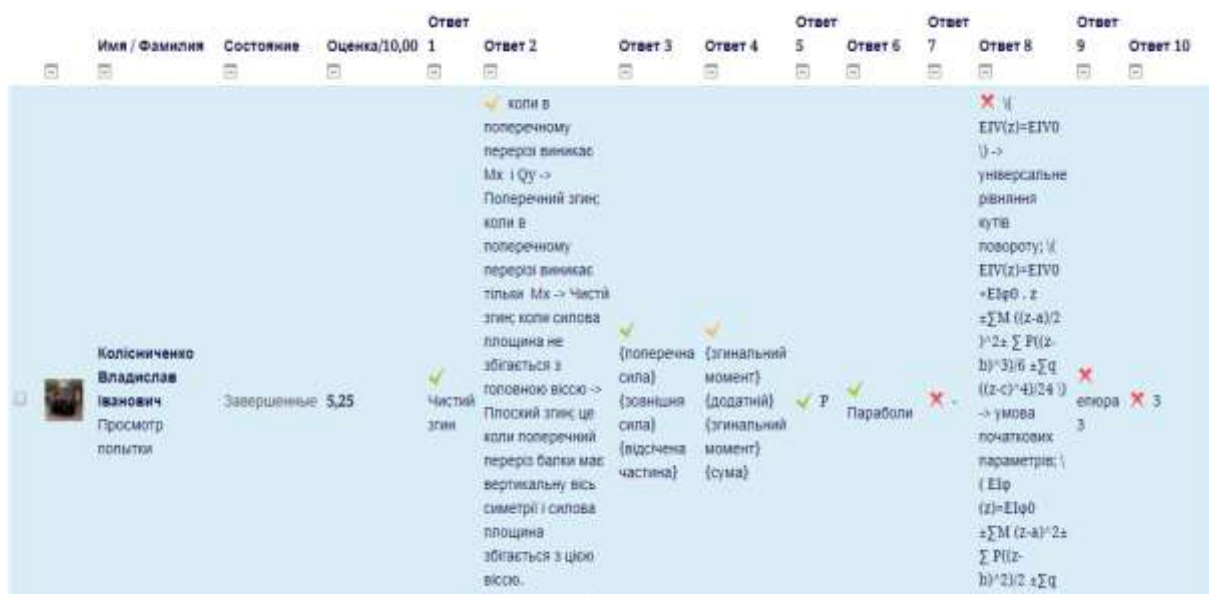 Имя / Фамилия
Состояние
Оценка/10,00
Ответ
1
Ответ 2
Ответ 3
Ответ 4
Ответ
5
Ответ 6
Ответ
7
Ответ 8
Ответ
9
Ответ 10
Колісниченко
Владислав
Іванович
Просмотр
попытки
Завершенные
5,25
Чистий
згин
коли в
поперечному
перерізі виникає
Мх і Qу ->
Поперечний згин;
коли в
поперечному
перерізі виникає
тільки Мх -> Чистій
згин; коли силова
площина не
збігається з
головною віссю ->
Плоский згин; це
коли поперечний
переріз балки має
вертикальну вісь
симетрії і силова
площина
збігається з цією
віссю.
{поперечна
сила}
{зовнішня
сила}
{відсічена
частина}
{згинальний
момент}
{додатній}
{згинальний
момент}
{сума}
P
Параболи
-
\(
EIV(z)=EIV0
\) ->
універсальне
рівняння
кутів
повороту; \(
EIV(z)=EIV0
+EIφ0 . z
±∑M ((z-a)/2
)^2± ∑ P((z-
b)^3)/6 ±∑q
((z-c)^4)/24 \)
-> умова
початкових
параметрів; \
( EIφ
(z)=EIφ0
±∑M (z-a)^2±
∑ P((z-
b)^2)/2 ±∑q
епюра
3
3